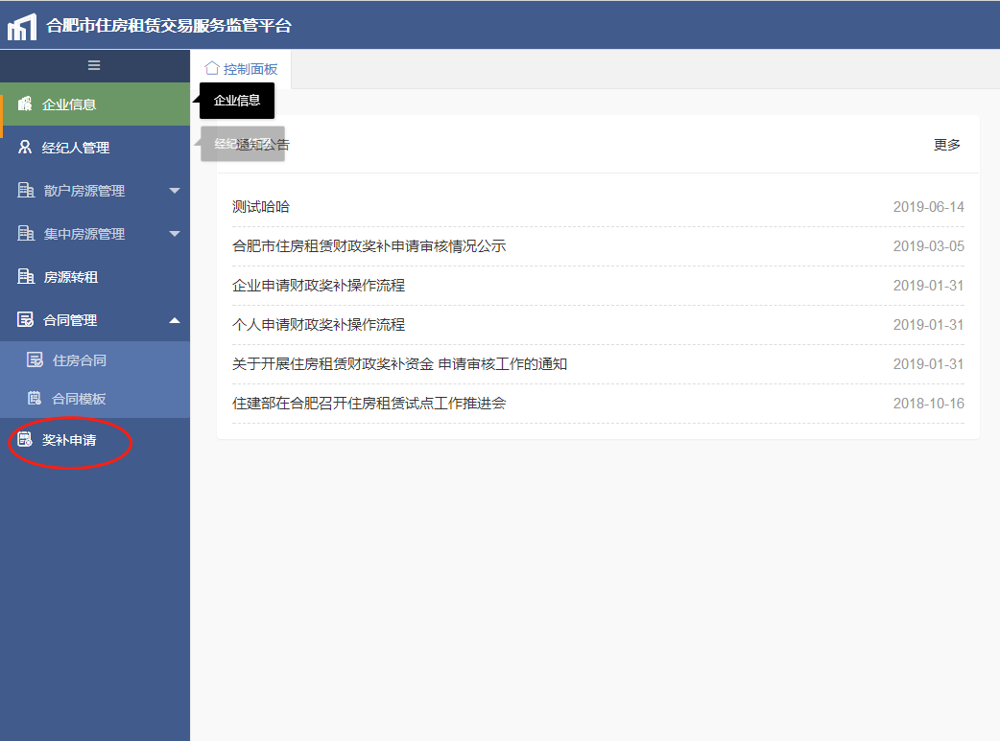 合肥市住房租赁交易服务监管平台
控制面板
企业信息
企业信息
经纪人管理
通知公告
更多
经纪人管理
散户房源管理
集中房源管理
房源转租
合同管理
住房合同
合同模板
奖补申请
测试哈哈 2019-06-14
合肥市住房租赁财政奖补申请审核情况公示 2019-03-05
企业申请财政奖补操作流程 2019-01-31
个人申请财政奖补操作流程 2019-01-31
关于开展住房租赁财政奖补资金 申请审核工作的通知 2019-01-31
住建部在合肥召开住房租赁试点工作推进会 2018-10-16